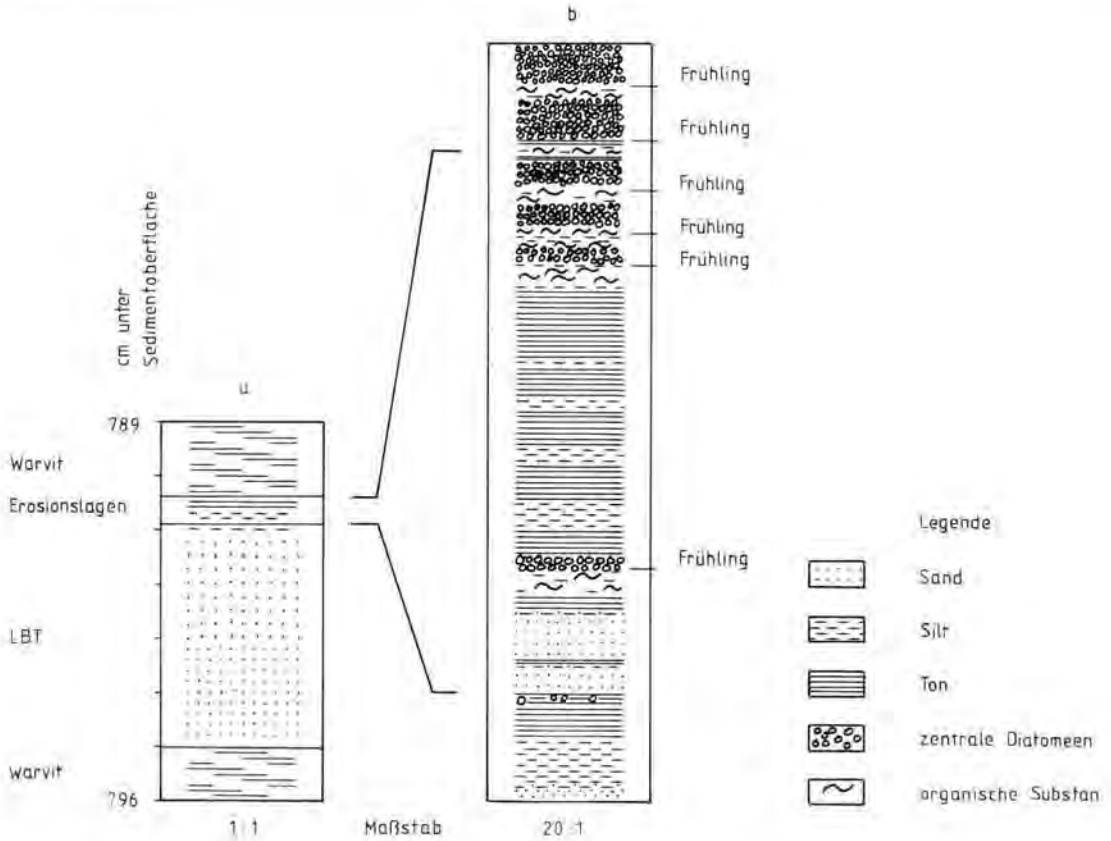 b
Frühling
Frühling
Frühling
Frühling
Frühling
cm unter
Sedimentoberfläche
789
Warvit
Erosionslagen
LBT
Warvit
796
Frühling
Legende
Sand
Silt
Ton
zentrale Diatomeen
organische Substan
1:1
Maßstab
20:1